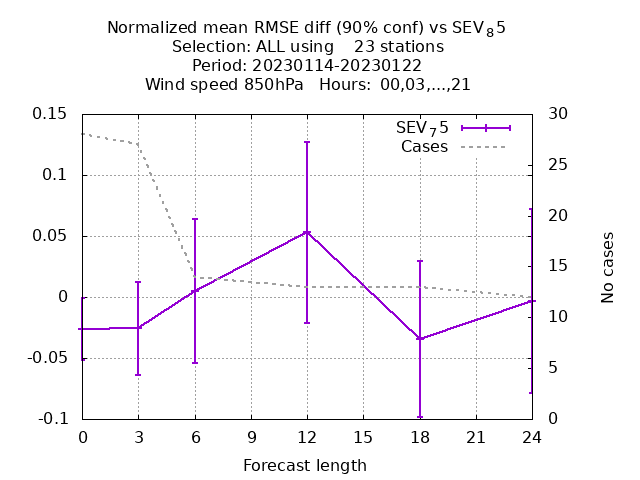 Normalized mean RMSE diff (90% conf) vs SEV₈5
Selection: ALL using    23 stations
Period: 20230114-20230122
Wind speed 850hPa   Hours:  00,03,...,21
SEV₇5
Cases
0.15
0.1
0.05
0
-0.05
-0.1
30
25
20
15
10
5
0
No cases
0 3 6 9 12 15 18 21 24
Forecast length